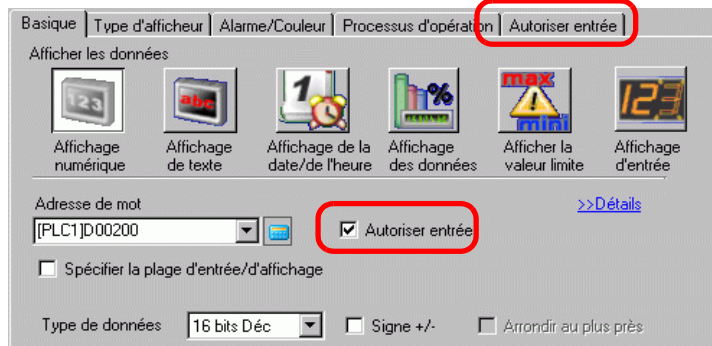 Basique Type d'afficheur Alarme/Couleur Processus d'opération Autoriser entrée
Afficher les données
123 abc 1 % max mini 123
Affichage numérique Affichage de texte Affichage de la date/de l'heure Affichage des données Afficher la valeur limite Affichage d'entrée
Adresse de mot >>Détails
[PLC1]D00200 Autoriser entrée
Spécifier la plage d'entrée/d'affichage
Type de données 16 bits Déc Signe +/- Arrondir au plus près